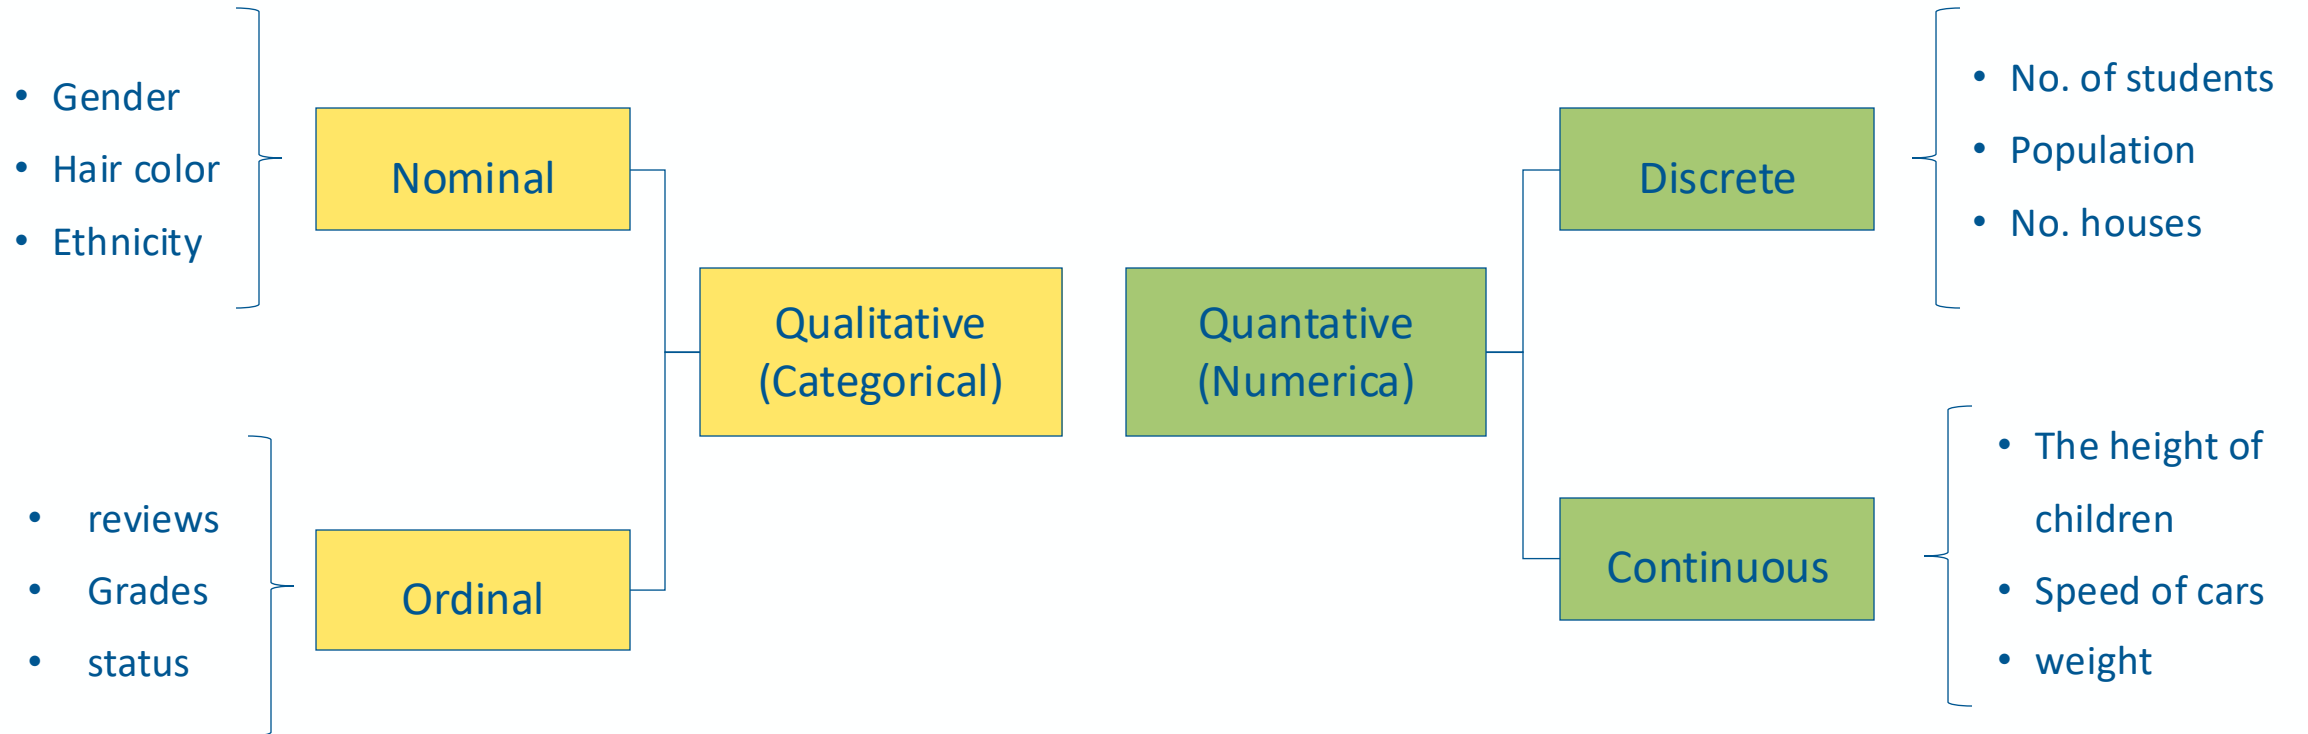 • Gender
• Hair color
• Ethnicity
Nominal
• reviews
• Grades
• status
Ordinal
Qualitative
(Categorical)
Quantative
(Numerica)
Discrete
• No. of students
• Population
• No. houses
Continuous
• The height of
children
• Speed of cars
• weight